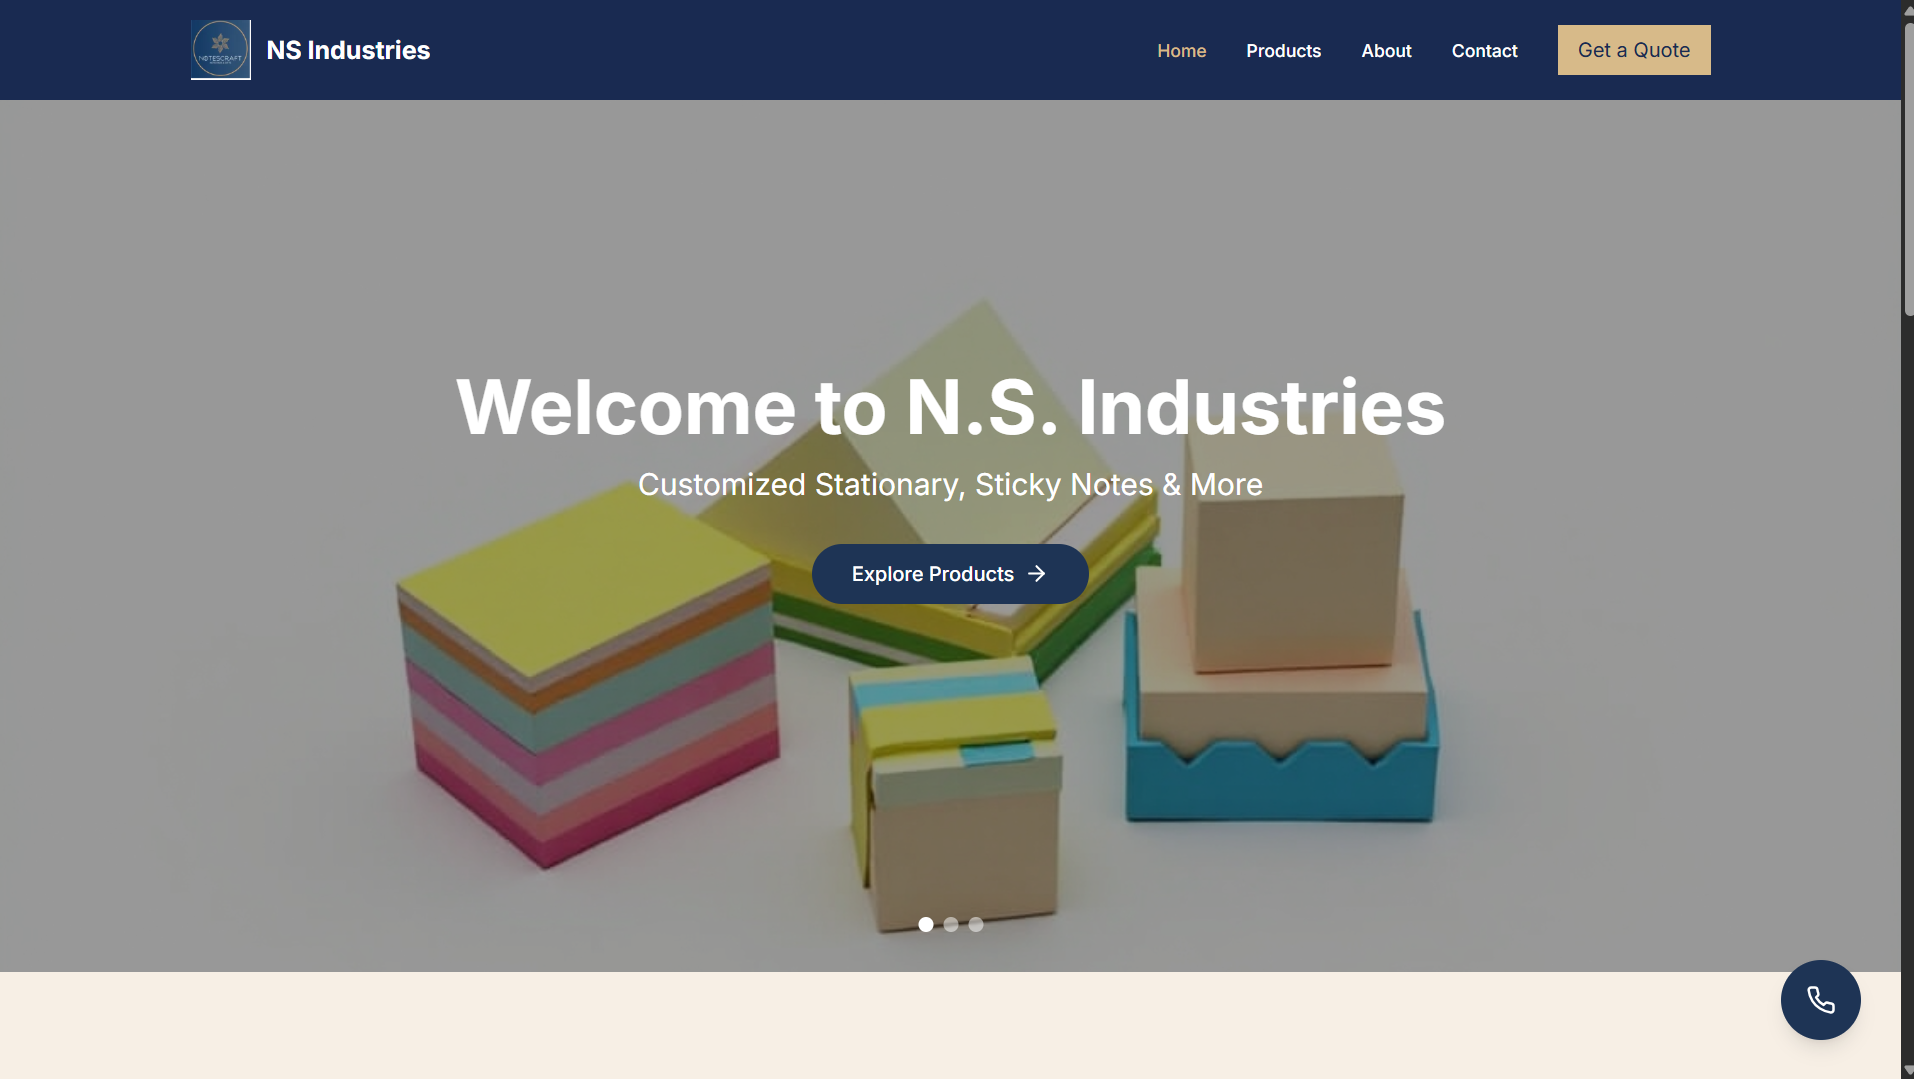 NOTESCRAFT
NS Industries
Home
Products
About
Contact
Get a Quote
Welcome to N.S. Industries
Customized Stationary, Sticky Notes & More
Explore Products